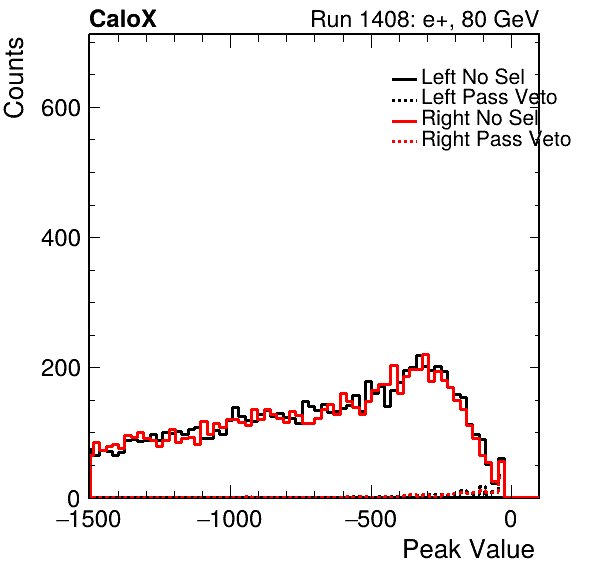 CaloX Run 1408: e+, 80 GeV
Counts
Left No Sel
Left Pass Veto
Right No Sel
Right Pass Veto
600
400
200
0
−1500 −1000 −500 0
Peak Value